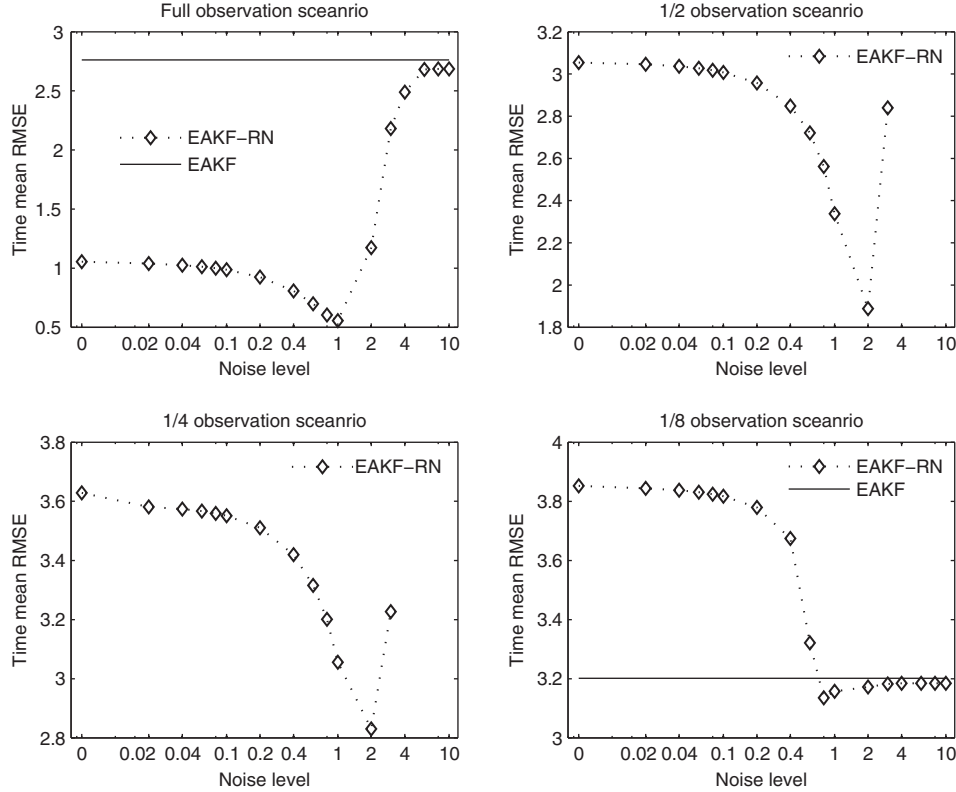 Full observation sceanrio
3
2.5
2
1.5
1
0.5
Time mean RMSE
EAKF-RN
EAKF
0 0.02 0.04 0.1 0.2 0.4 1 2 4 10
Noise level
1/2 observation sceanrio
3.2
3
2.8
2.6
2.4
2.2
2
1.8
Time mean RMSE
EAKF-RN
0 0.02 0.04 0.1 0.2 0.4 1 2 4 10
Noise level
1/4 observation sceanrio
3.8
3.6
3.4
3.2
3
2.8
Time mean RMSE
EAKF-RN
0 0.02 0.04 0.1 0.2 0.4 1 2 4 10
Noise level
1/8 observation sceanrio
4
3.8
3.6
3.4
3.2
3
Time mean RMSE
EAKF-RN
EAKF
0 0.02 0.04 0.1 0.2 0.4 1 2 4 10
Noise level